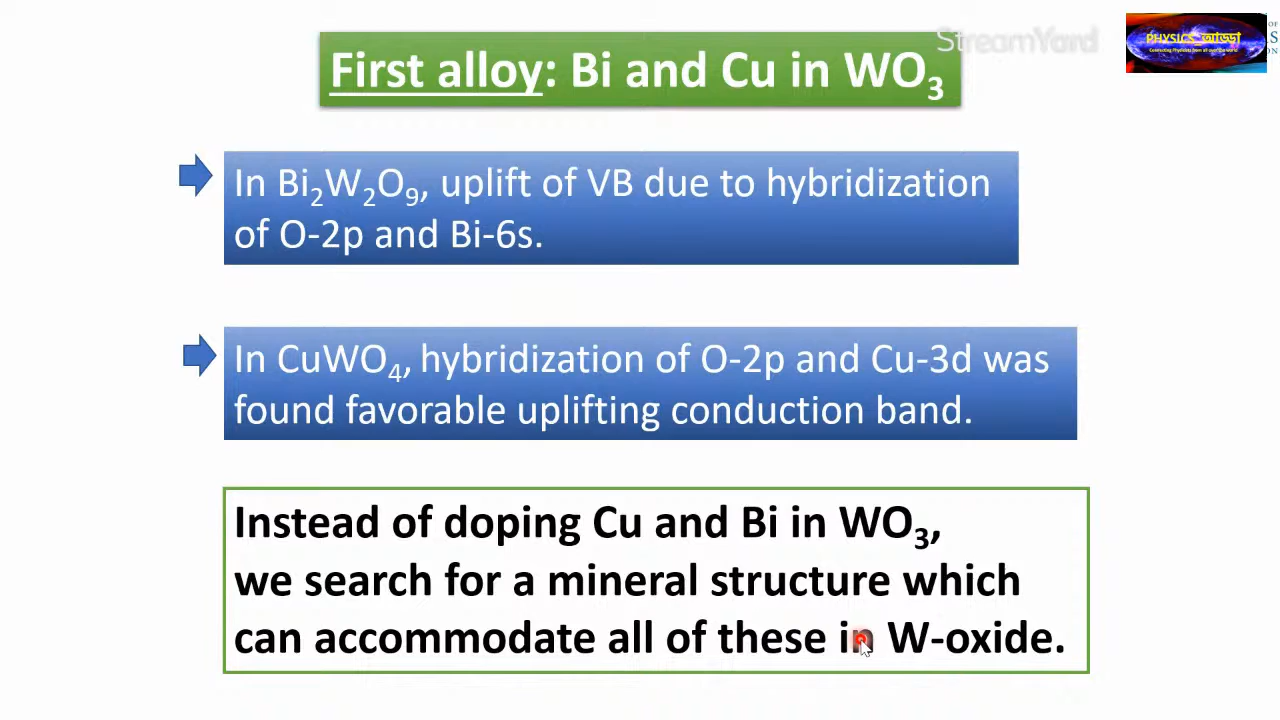 StreamYard
PHYSICS_আড্ডা
First alloy: Bi and Cu in WO3
In Bi2W2O9, uplift of VB due to hybridization
of O-2p and Bi-6s.
In CuWO4, hybridization of O-2p and Cu-3d was
found favorable uplifting conduction band.
Instead of doping Cu and Bi in WO3,
we search for a mineral structure which
can accommodate all of these in W-oxide.